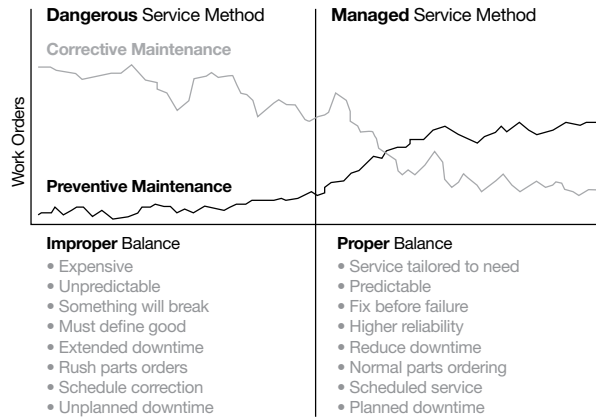 Dangerous Service Method
Managed Service Method
Corrective Maintenance
Work Orders
Preventive Maintenance
Improper Balance
• Expensive
• Unpredictable
• Something will break
• Must define good
• Extended downtime
• Rush parts orders
• Schedule correction
• Unplanned downtime
Proper Balance
• Service tailored to need
• Predictable
• Fix before failure
• Higher reliability
• Reduce downtime
• Normal parts ordering
• Scheduled service
• Planned downtime